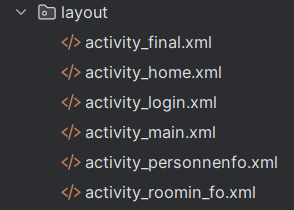 layout
activity_final.xml
activity_home.xml
activity_login.xml
activity_main.xml
activity_personnenfo.xml
activity_roomin_fo.xml